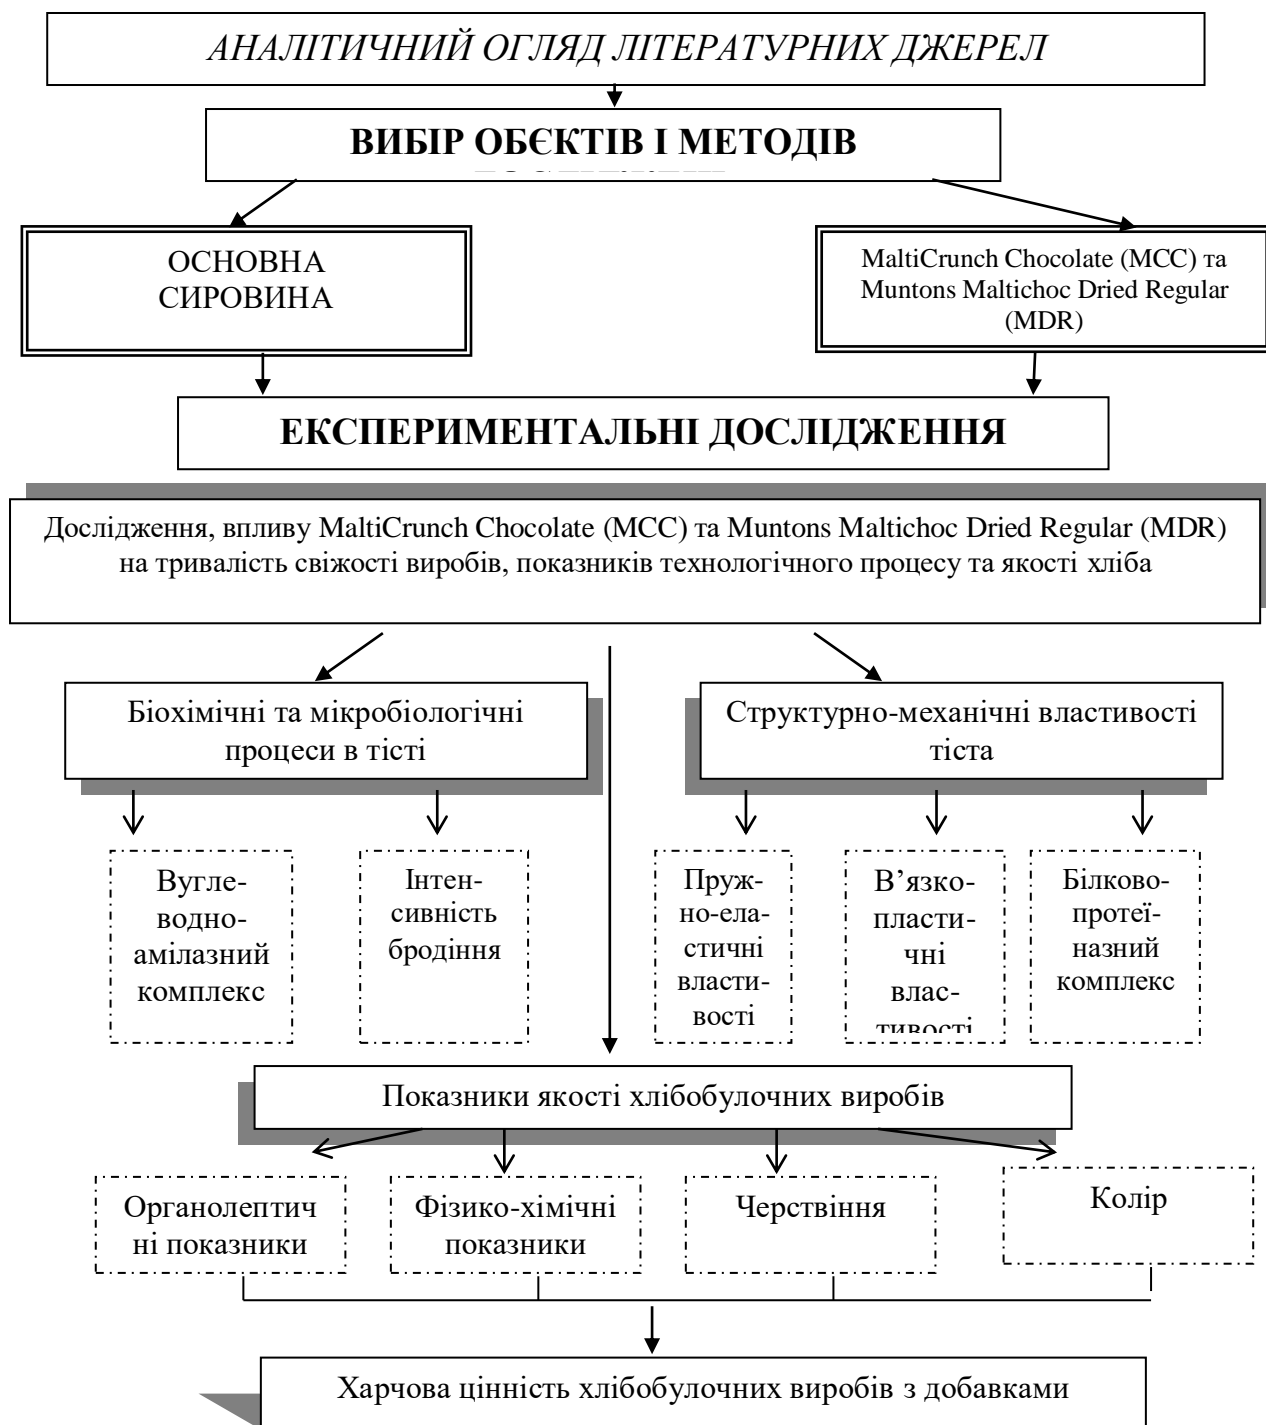 АНАЛІТИЧНИЙ ОГЛЯД ЛІТЕРАТУРНИХ ДЖЕРЕЛ
ВИБІР ОБЄКТІВ І МЕТОДІВ
ОСНОВНА
СИРОВИНА
MaltiCrunch Chocolate (MCC) та
Muntons Maltichoc Dried Regular
(MDR)
ЕКСПЕРИМЕНТАЛЬНІ ДОСЛІДЖЕННЯ
Дослідження, впливу MaltiCrunch Chocolate (MCC) та Muntons Maltichoc Dried Regular (MDR)
на тривалість свіжості виробів, показників технологічного процесу та якості хліба
Біохімічні та мікробіологічні
процеси в тісті
Структурно-механічні властивості
тіста
Вугле-
водно-
амілазний
комплекс
Інтен-
сивність
бродіння
Пруж-
но-ела-
стичні
власти-
вості
В’язко-
пласти-
чні
влас-
тивості
Білково-
протеї-
назний
комплекс
Показники якості хлібобулочних виробів
Органолептич
ні показники
Фізико-хімічні
показники
Черствіння
Колір
Харчова цінність хлібобулочних виробів з добавками